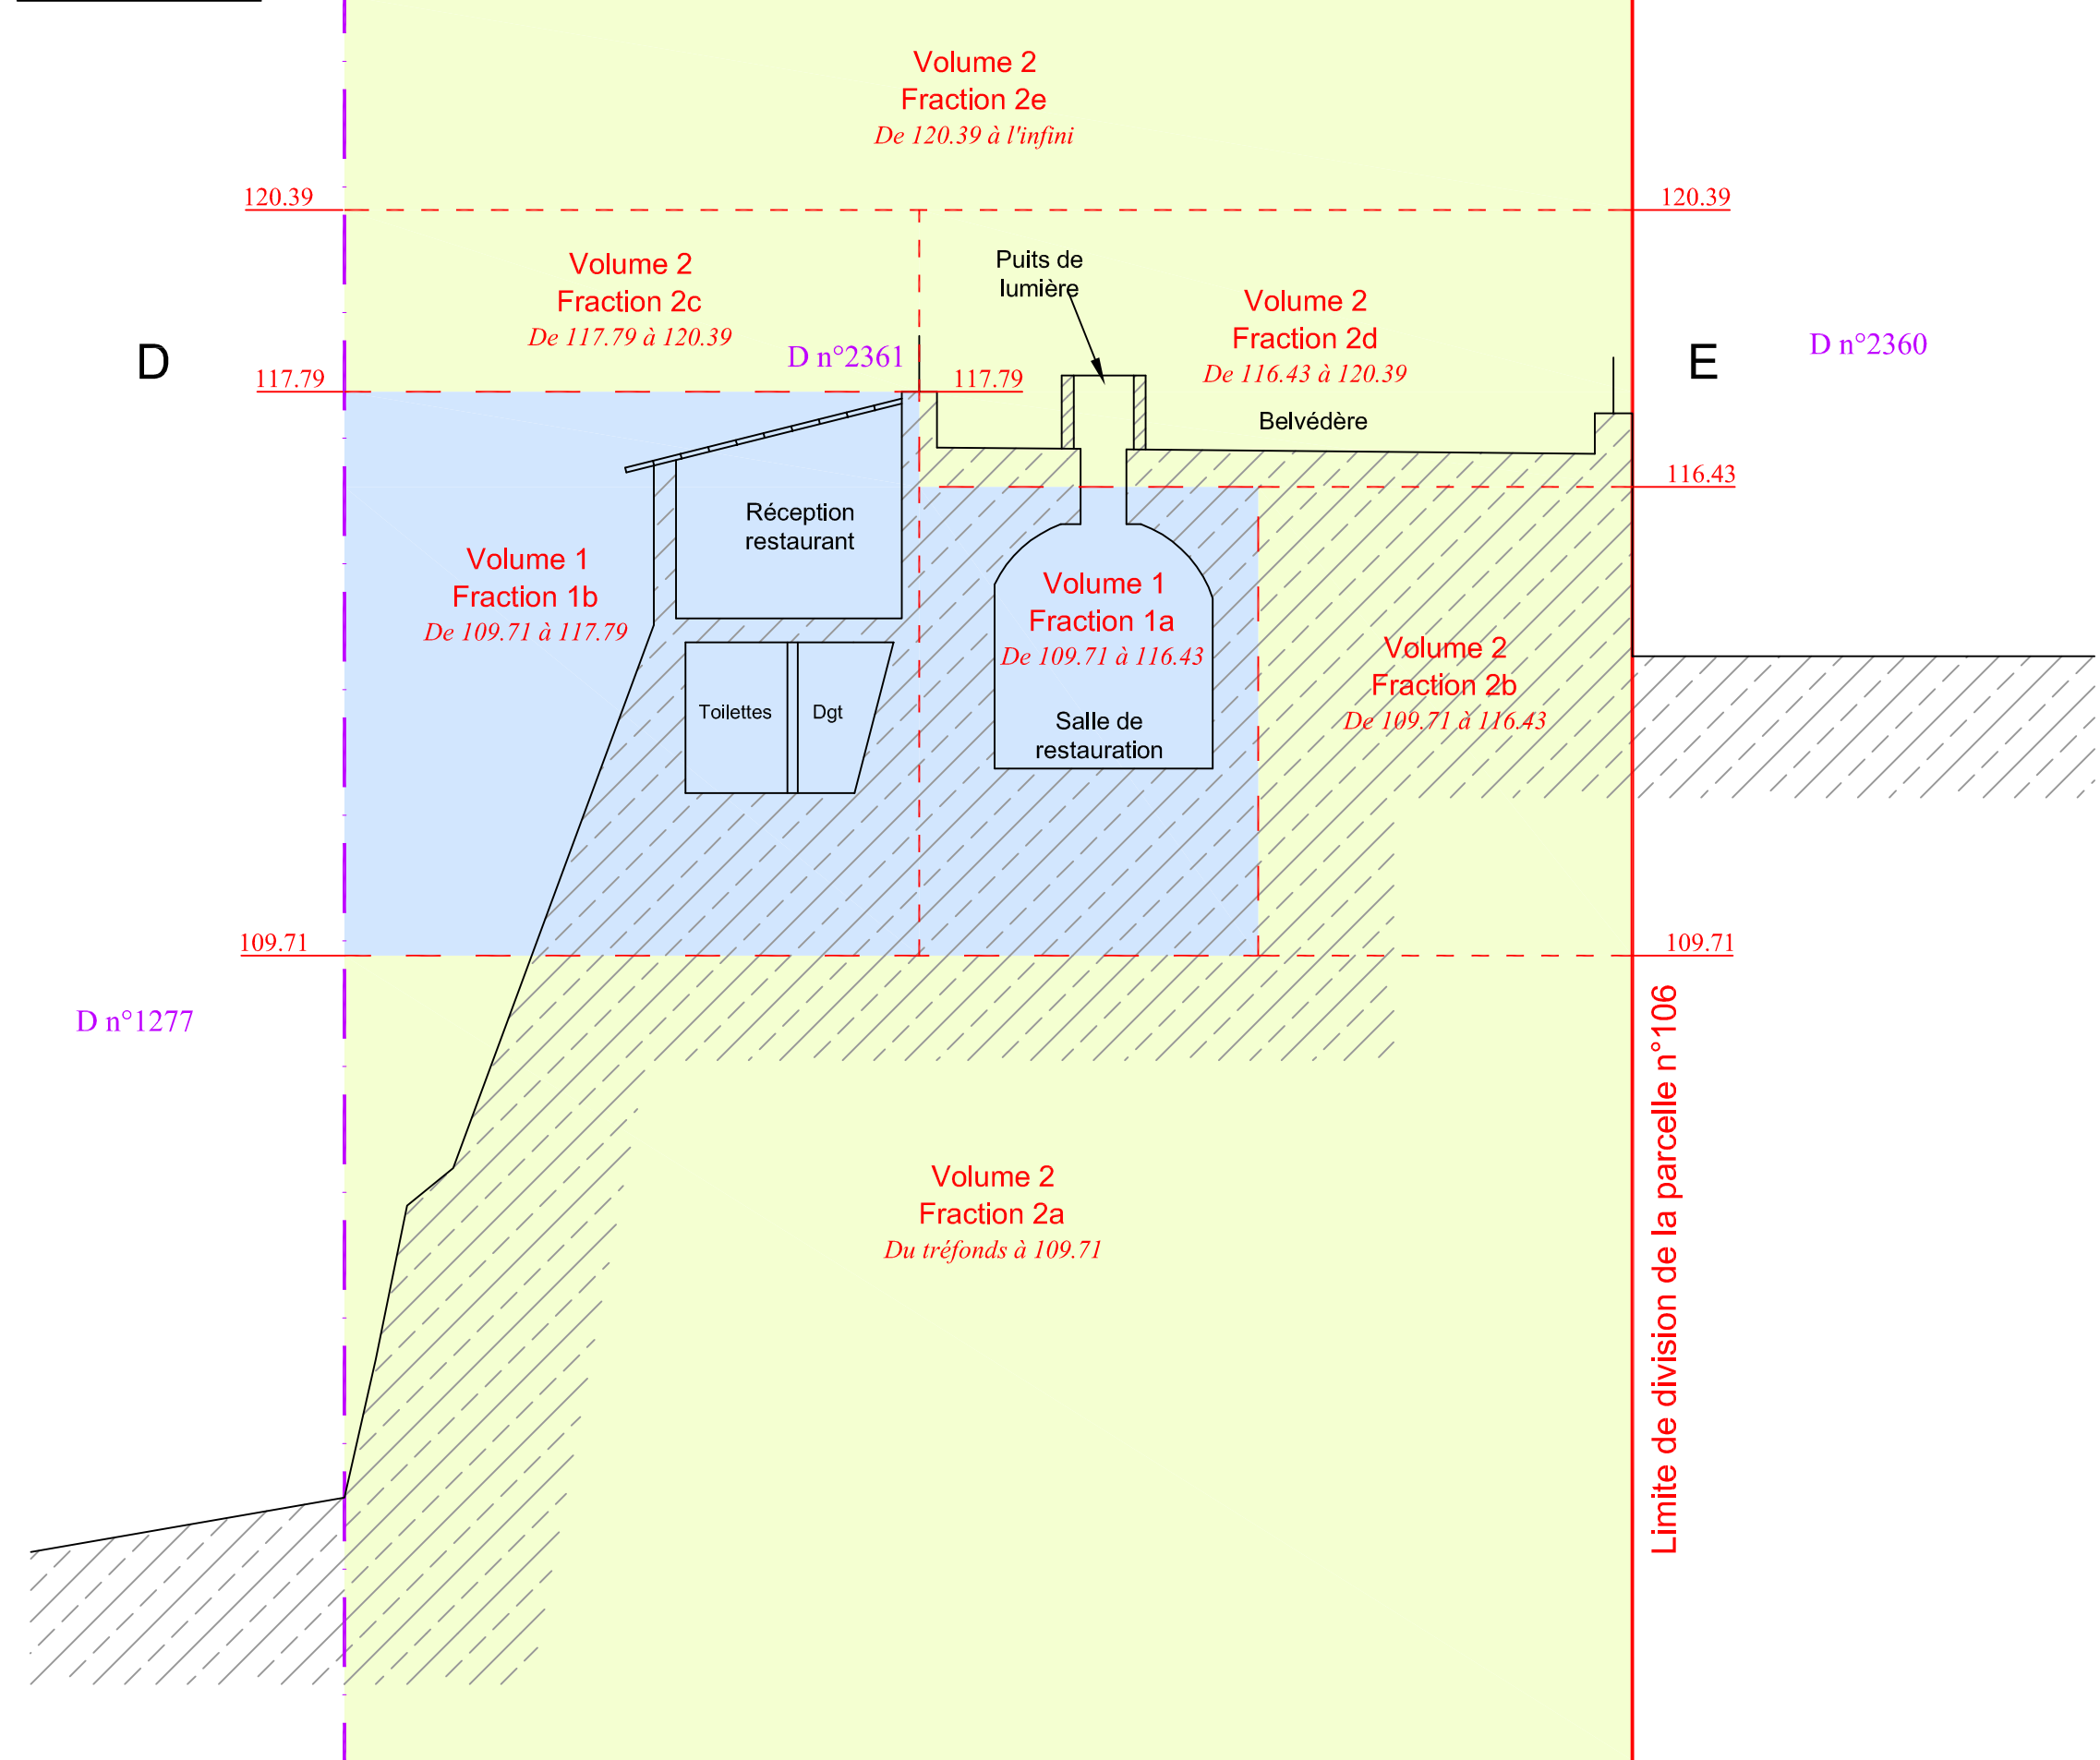 Volume 2
Fraction 2e
De 120.39 à l'infini
120.39
120.39
Volume 2
Fraction 2c
De 117.79 à 120.39
Puits de
lumière
Volume 2
Fraction 2d
De 116.43 à 120.39
D
D n°2361
E
D n°2360
117.79
117.79
Belvédère
116.43
Réception
restaurant
Volume 1
Fraction 1b
De 109.71 à 117.79
Volume 1
Fraction 1a
De 109.71 à 116.43
Volume 2
Fraction 2b
De 109.71 à 116.43
Toilettes
Dgt
Salle de
restauration
109.71
109.71
D n°1277
Limite de division de la parcelle n°106
Volume 2
Fraction 2a
Du tréfonds à 109.71